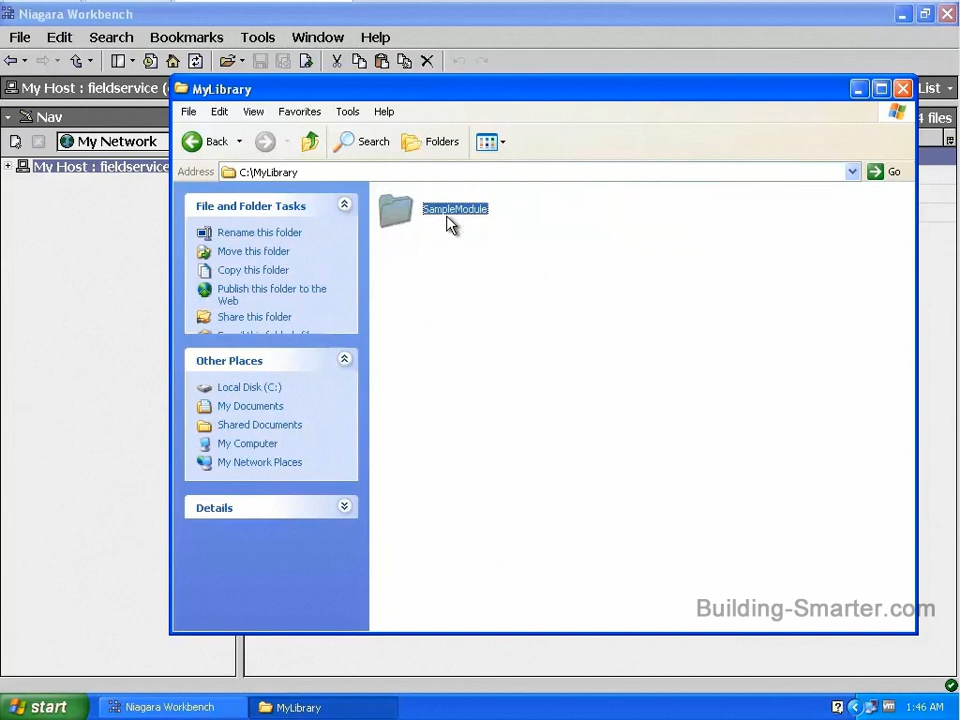 Niagara Workbench
File Edit Search Bookmarks Tools Window Help
My Host : fieldservice (
List
Nav
4 files
My Network
My Host : fieldservice
MyLibrary
File Edit View Favorites Tools Help
Back Search Folders
Address C:\MyLibrary Go
File and Folder Tasks
Rename this folder
Move this folder
Copy this folder
Publish this folder to the
Web
Share this folder
Other Places
Local Disk (C:)
My Documents
Shared Documents
My Computer
My Network Places
Details
SampleModule
Building-Smarter.com
start Niagara Workbench MyLibrary 1:46 AM